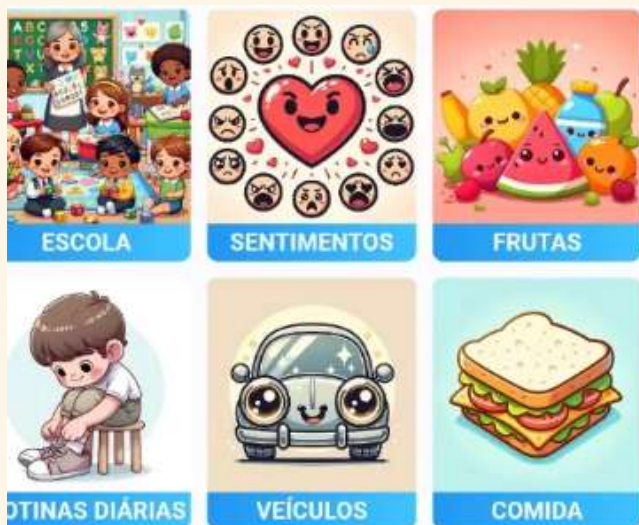 ESCOLA
SENTIMENTOS
FRUTAS
OTINAS DIÁRIAS
VEÍCULOS
COMIDA